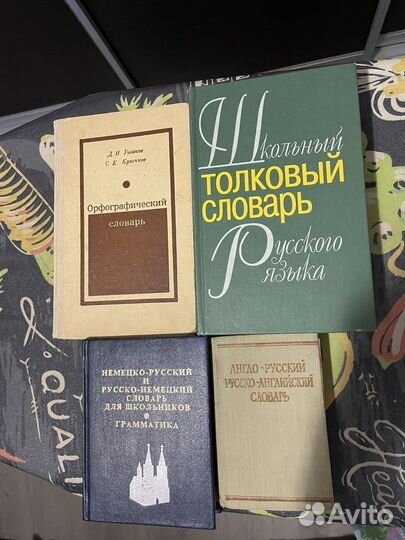 Д. Н. Ушаков
С. Е. Крючков
Орфографический
словарь
Школьный
ТОЛКОВЫЙ
СЛОВАРЬ
Русского
языка
НЕМЕЦКО-РУССКИЙ
И
РУССКО-НЕМЕЦКИЙ
СЛОВАРЬ
ДЛЯ ШКОЛЬНИКОВ
ГРАММАТИКА
АНГЛО-РУССКИЙ
РУССКО-АНГЛИЙСКИЙ
СЛОВАРЬ
QUALI
Avito